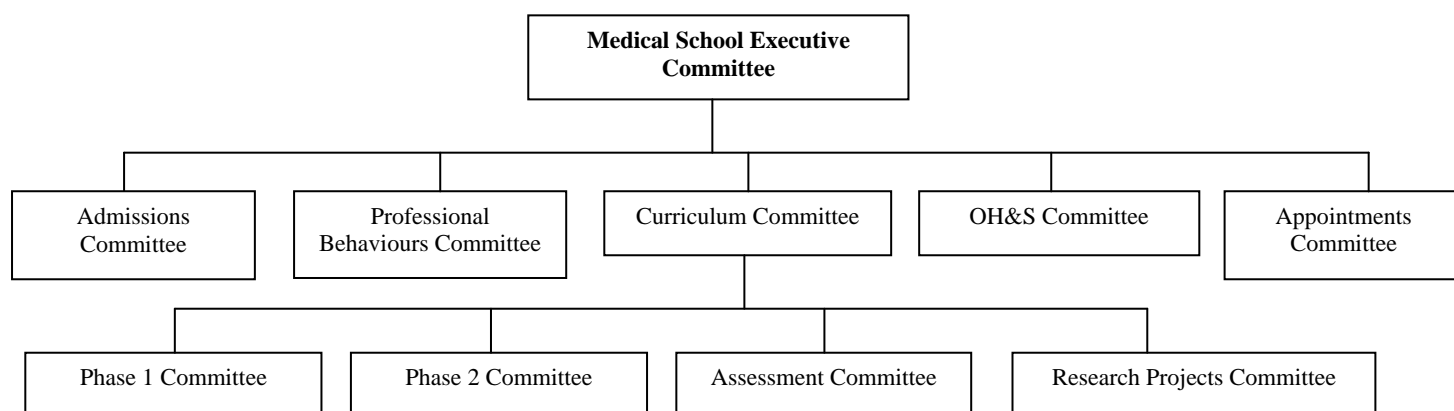 Medical School Executive
Committee
Admissions
Committee
Professional
Behaviours Committee
Curriculum Committee
OH&S Committee
Appointments
Committee
Phase 1 Committee
Phase 2 Committee
Assessment Committee
Research Projects Committee